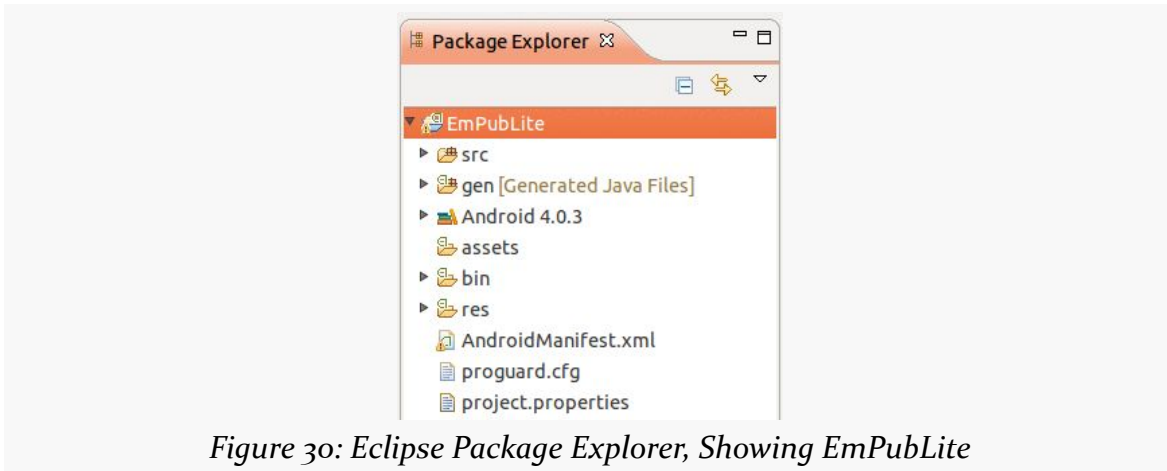 Package Explorer
EmPubLite
src
gen [Generated Java Files]
Android 4.0.3
assets
bin
res
AndroidManifest.xml
proguard.cfg
project.properties
Figure 30: Eclipse Package Explorer, Showing EmPubLite